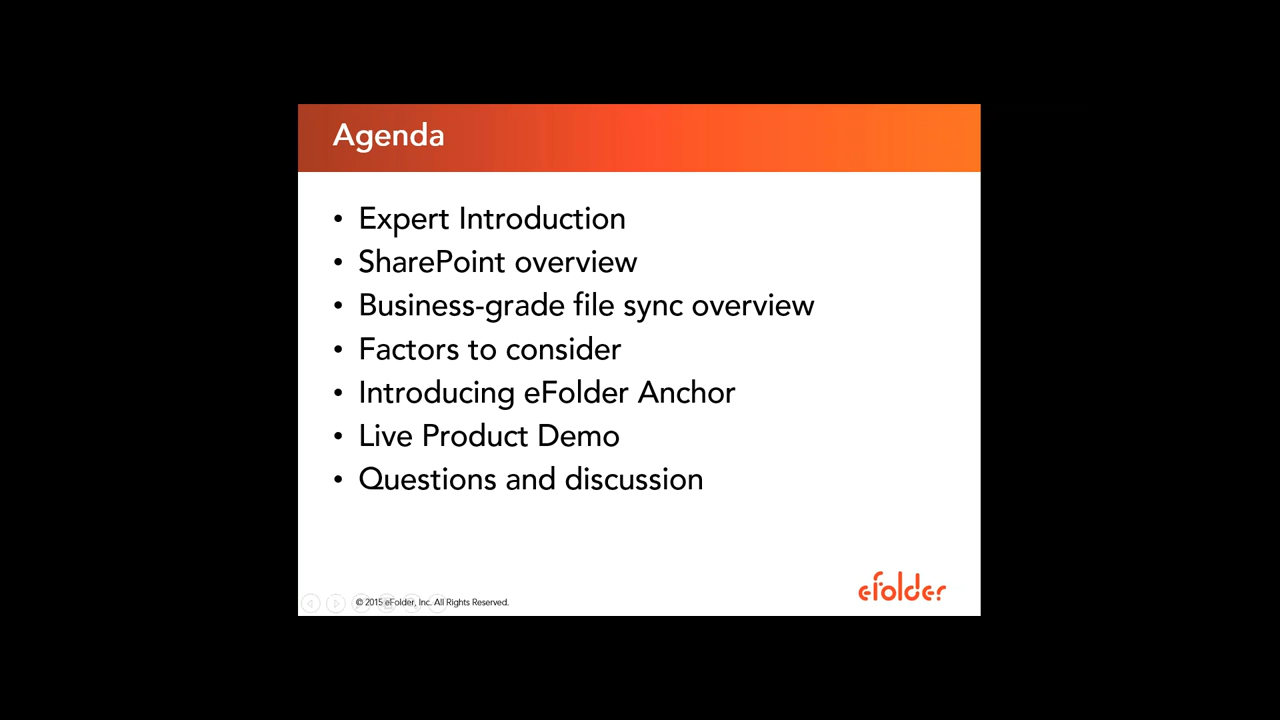 Agenda
• Expert Introduction
• SharePoint overview
• Business-grade file sync overview
• Factors to consider
• Introducing eFolder Anchor
• Live Product Demo
• Questions and discussion
eFolder
© 2015 eFolder, Inc. All Rights Reserved.